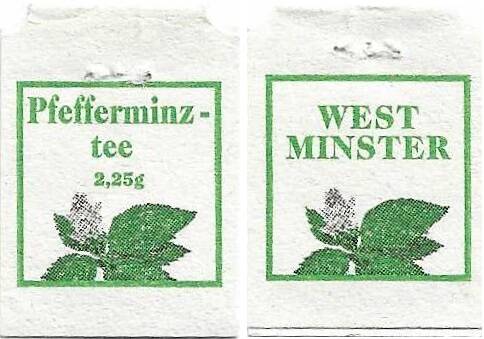 Pfefferminz-
tee
2,25g
WEST
MINSTER